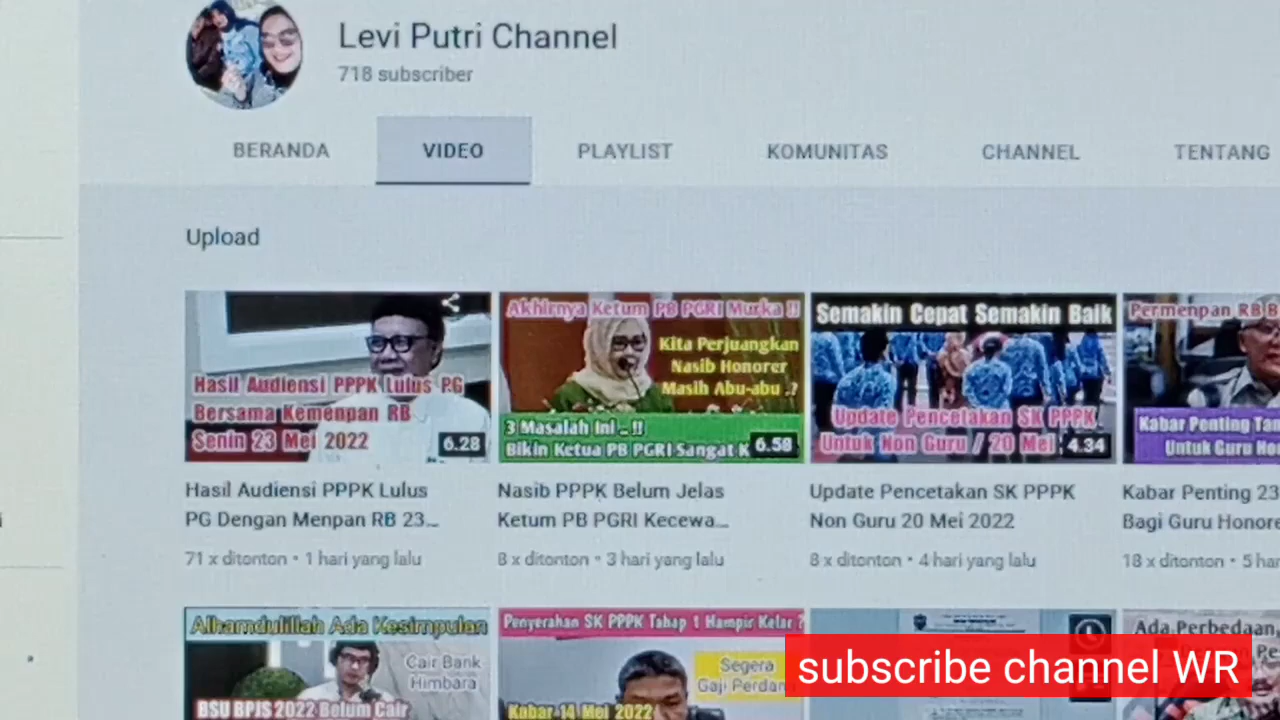 Levi Putri Channel
718 subscriber
BERANDA VIDEO PLAYLIST KOMUNITAS CHANNEL TENTANG
Upload
Hasil Audiensi PPPK Lulus PG
Bersama Kemenpan RB
Senin 23 Mei 2022
6.28
Akhirnya Ketum PB PGRI Murka !!
Kita Perjuangkan
Nasib Honorer
Masih Abu-abu .?
3 Masalah Ini .. !!
Bikin Ketua PB PGRI Sangat K
6.58
Semakin Cepat Semakin Baik
Update Pencetakan SK PPPK
Untuk Non Guru / 20 Mei
4.34
Permenpan RB B
Kabar Penting Tan
Untuk Guru Ho
Hasil Audiensi PPPK Lulus
PG Dengan Menpan RB 23...
71 x ditonton • 1 hari yang lalu
Nasib PPPK Belum Jelas
Ketum PB PGRI Kecewa...
8 x ditonton • 3 hari yang lalu
Update Pencetakan SK PPPK
Non Guru 20 Mei 2022
8 x ditonton • 4 hari yang lalu
Kabar Penting 23
Bagi Guru Honore
18 x ditonton • 5 har
Alhamdulillah Ada Kesimpulan
Cair Bank
Himbara
BSU BPJS 2022 Belum Cair
Penyerahan SK PPPK Tahap 1 Hampir Kelar ?
Segera
Gaji Perdan
Kabar 14 Mei 2022
Ada Perbedaan
subscribe channel WR